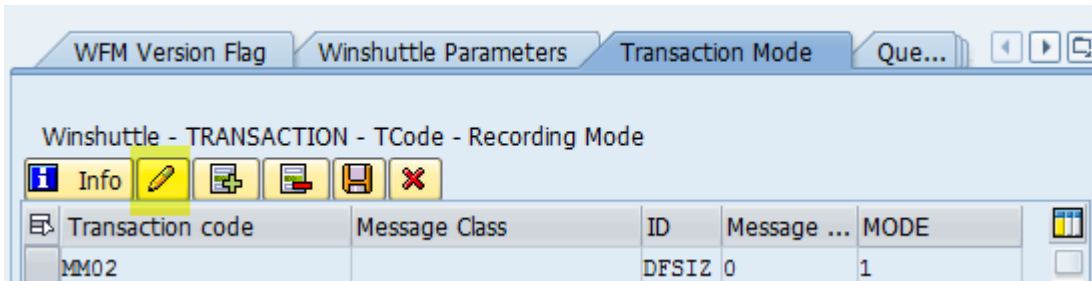 WFM Version Flag Winshuttle Parameters Transaction Mode Que...
Winshuttle - TRANSACTION - TCode - Recording Mode
Info
Transaction code Message Class ID Message ... MODE
MM02 DFSIZ 0 1